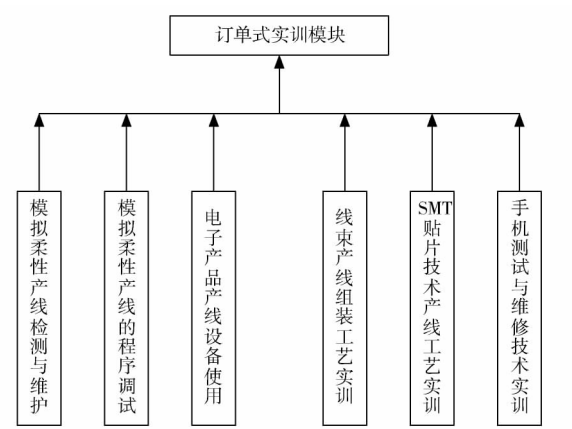 订单式实训模块
模拟柔性产线检测与维护
模拟柔性产线的程序调试
电子产品产线设备使用
线束产线组装工艺实训
SMT贴片技术产线工艺实训
手机测试与维修技术实训